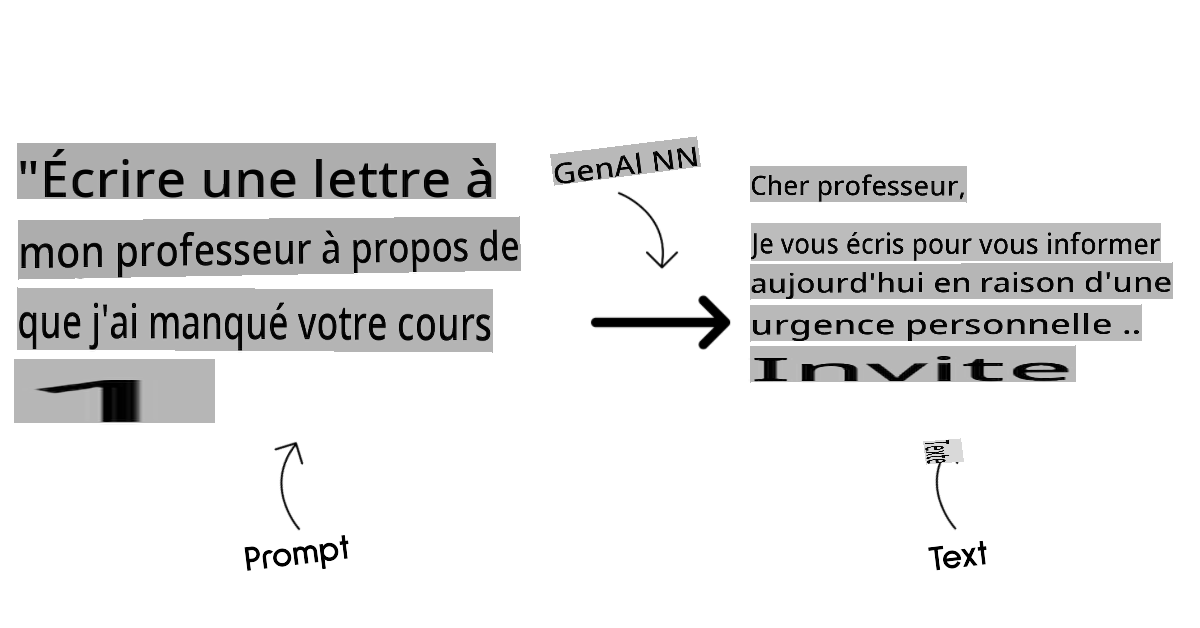 "Écrire une lettre à
mon professeur à propos de
que j'ai manqué votre cours
1
GenAI NN
Cher professeur,
Je vous écris pour vous informer
aujourd'hui en raison d'une
urgence personnelle ..
Invite
Texte
Prompt
Text